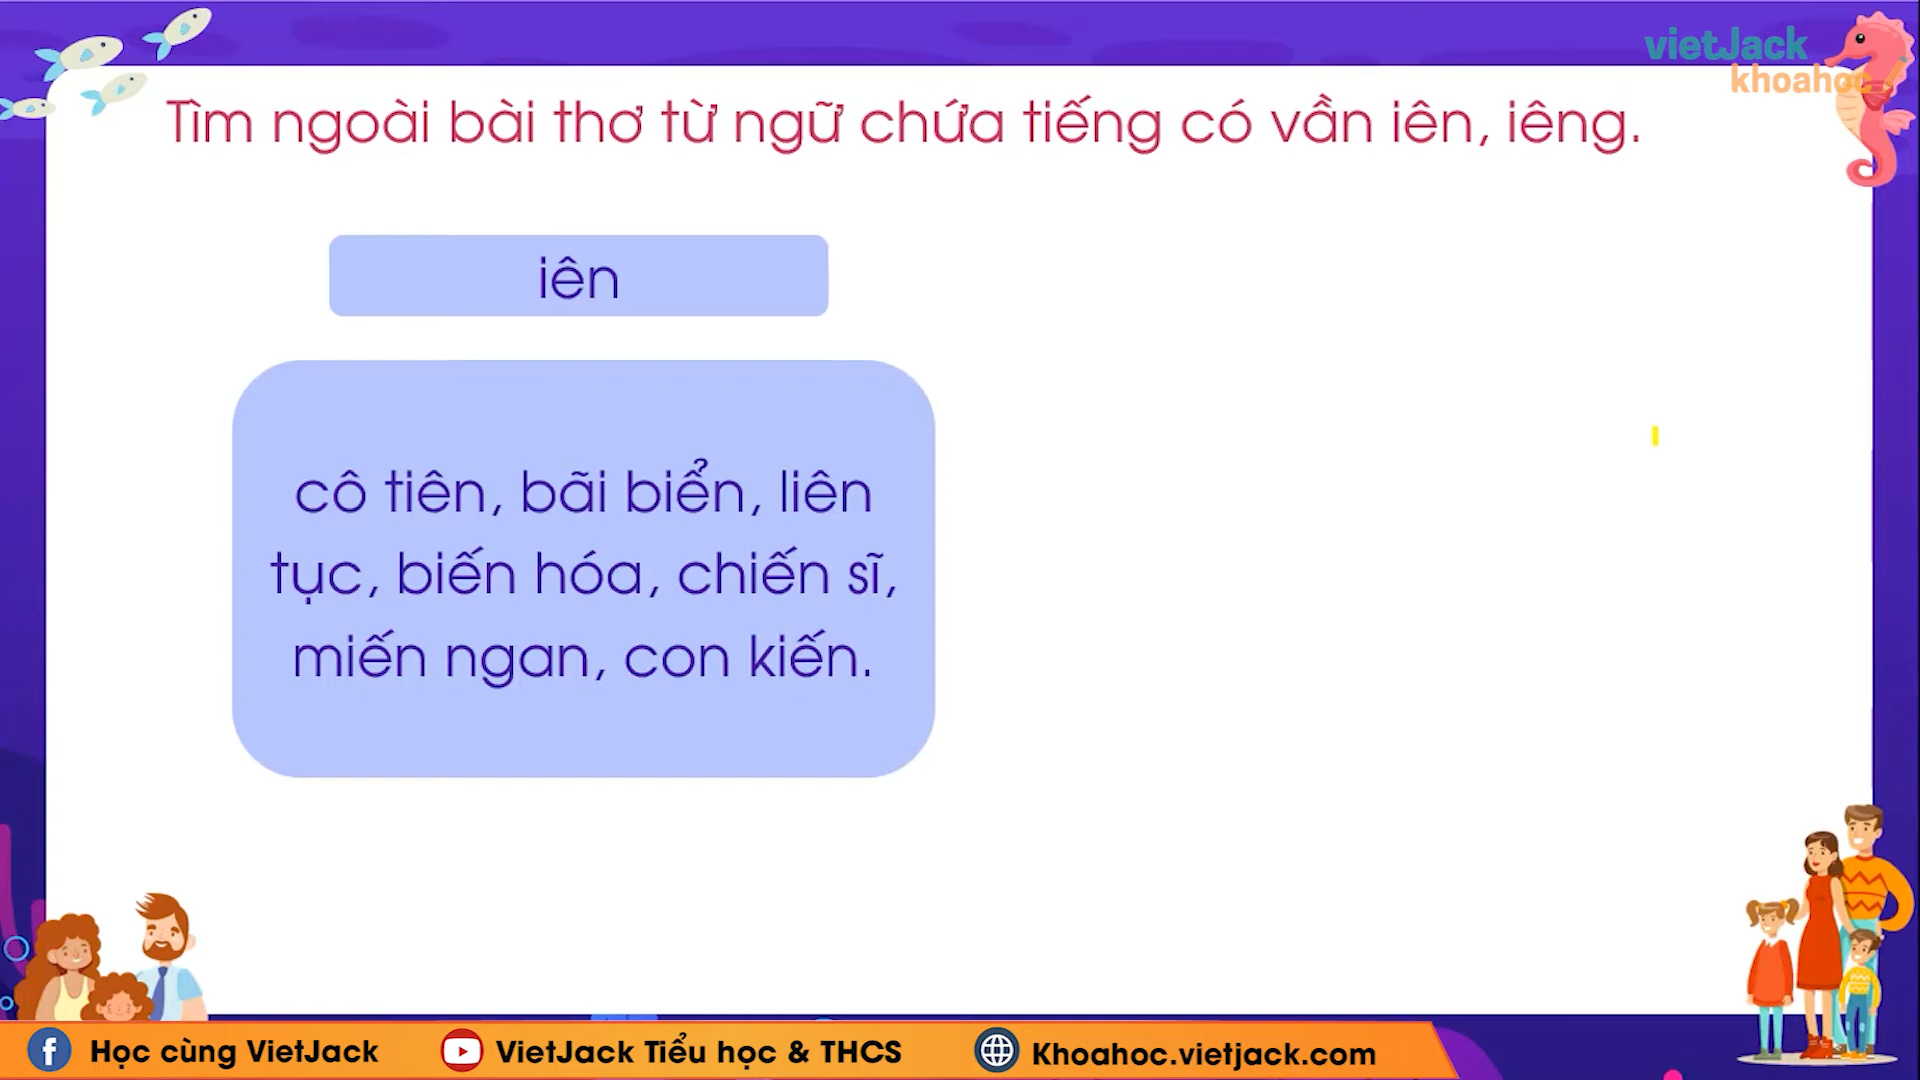 vietJack
khoahoc
Tìm ngoài bài thơ từ ngữ chứa tiếng có vần iên, iêng.
iên
cô tiên, bãi biển, liên
tục, biến hóa, chiến sĩ,
miến ngan, con kiến.
Học cùng VietJack
VietJack Tiểu học & THCS
Khoahoc.vietjack.com